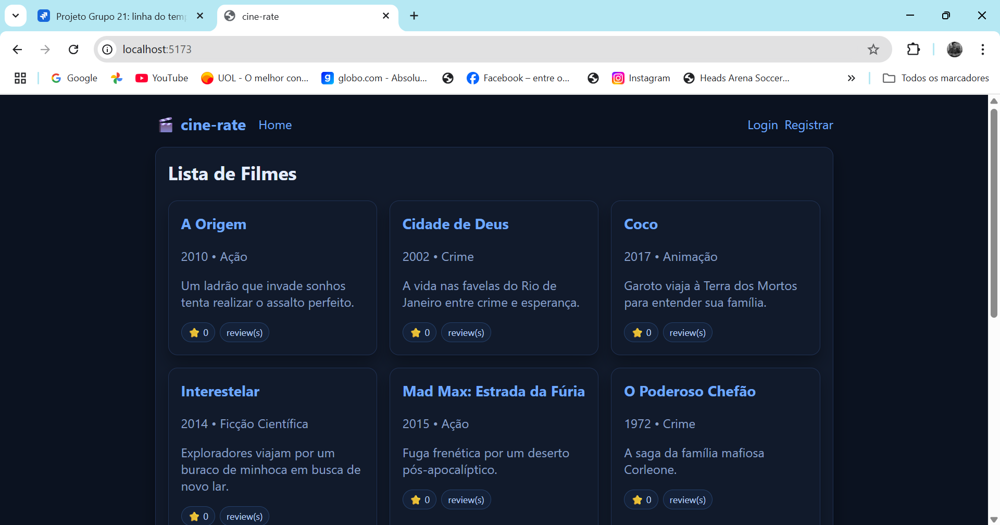 Projeto Grupo 21: linha do temp
cine-rate
localhost:5173
Google
YouTube
UOL - O melhor con...
globo.com - Absolu...
Facebook – entre o...
Instagram
Heads Arena Soccer...
Todos os marcadores
cine-rate
Home
Login
Registrar
Lista de Filmes
A Origem
2010 • Ação
Um ladrão que invade sonhos
tenta realizar o assalto perfeito.
0
review(s)
Cidade de Deus
2002 • Crime
A vida nas favelas do Rio de
Janeiro entre crime e esperança.
0
review(s)
Coco
2017 • Animação
Garoto viaja à Terra dos Mortos
para entender sua família.
0
review(s)
Interestelar
2014 • Ficção Científica
Exploradores viajam por um
buraco de minhoca em busca de
novo lar.
0
review(s)
Mad Max: Estrada da Fúria
2015 • Ação
Fuga frenética por um deserto
pós-apocalíptico.
0
review(s)
O Poderoso Chefão
1972 • Crime
A saga da família mafiosa
Corleone.
0
review(s)